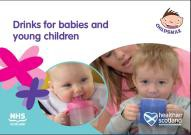 Drinks for babies and
young children
CHILDSMILE
NHS
SCOTLAND
healthier
scotland